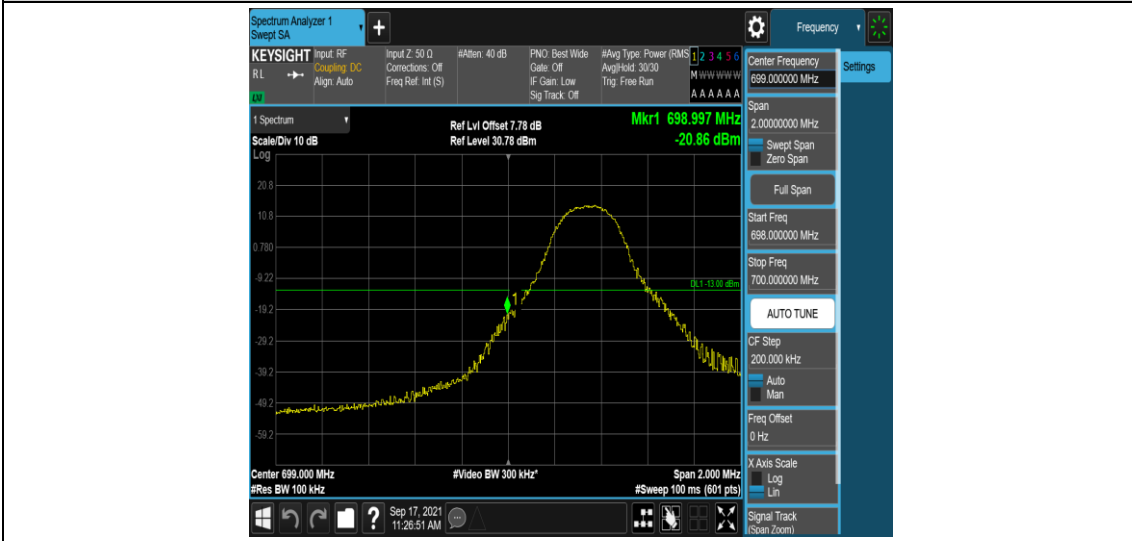 Spectrum Analyzer 1
Swept SA
+
Frequency
KEYSIGHT
RL
Input: RF
Coupling: DC
Align: Auto
Input Z: 50 Ω
Corrections: Off
Freq Ref: Int (S)
#Atten: 40 dB
PNO: Best Wide
Gate: Off
IF Gain: Low
Sig Track: Off
#Avg Type: Power (RMS
Avg|Hold: 30/30
Trig: Free Run
1 2 3 4 5 6
M W W W W W
A A A A A A
1 Spectrum
Scale/Div 10 dB
Log
Ref Lvl Offset 7.78 dB
Ref Level 30.78 dBm
Mkr1 698.997 MHz
-20.86 dBm
20.8
10.8
0.780
-9.22
DL1 -13.00 dBm
1
-19.2
-29.2
-39.2
-49.2
-59.2
Center 699.000 MHz
#Res BW 100 kHz
#Video BW 300 kHz*
Span 2.000 MHz
#Sweep 100 ms (601 pts)
?
Sep 17, 2021
11:26:51 AM
Center Frequency
699.000000 MHz
Settings
Span
2.00000000 MHz
Swept Span
Zero Span
Full Span
Start Freq
698.000000 MHz
Stop Freq
700.000000 MHz
AUTO TUNE
CF Step
200.000 kHz
Auto
Man
Freq Offset
0 Hz
X Axis Scale
Log
Lin
Signal Track
(Span Zoom)